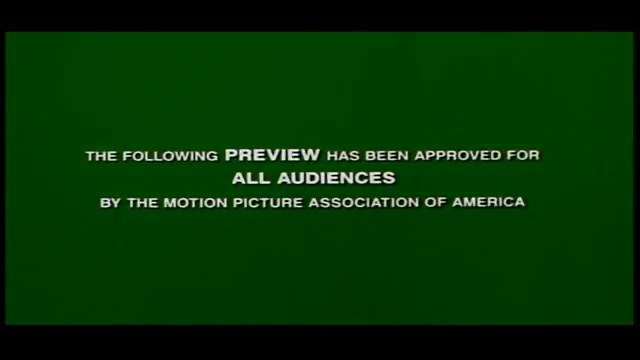 THE FOLLOWING PREVIEW HAS BEEN APPROVED FOR
ALL AUDIENCES
BY THE MOTION PICTURE ASSOCIATION OF AMERICA